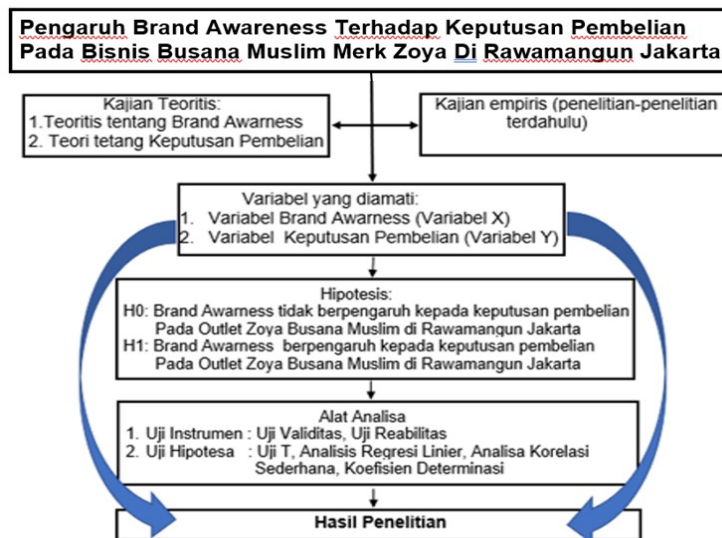 Pengaruh Brand Awareness Terhadap Keputusan Pembelian
Pada Bisnis Busana Muslim Merk Zoya Di Rawamangun Jakarta
Kajian Teoritis:
1.Teoritis tentang Brand Awarness
2. Teori tetang Keputusan Pembelian
Kajian empiris (penelitian-penelitian
terdahulu)
Variabel yang diamati:
1. Variabel Brand Awarness (Variabel X)
2. Variabel Keputusan Pembelian (Variabel Y)
Hipotesis:
H0: Brand Awarness tidak berpengaruh kepada keputusan pembelian
Pada Outlet Zoya Busana Muslim di Rawamangun Jakarta
H1: Brand Awarness berpengaruh kepada keputusan pembelian
Pada Outlet Zoya Busana Muslim di Rawamangun Jakarta
Alat Analisa
1. Uji Instrumen : Uji Validitas, Uji Reabilitas
2. Uji Hipotesa : Uji T, Analisis Regresi Linier, Analisa Korelasi
Sederhana, Koefisien Determinasi
Hasil Penelitian